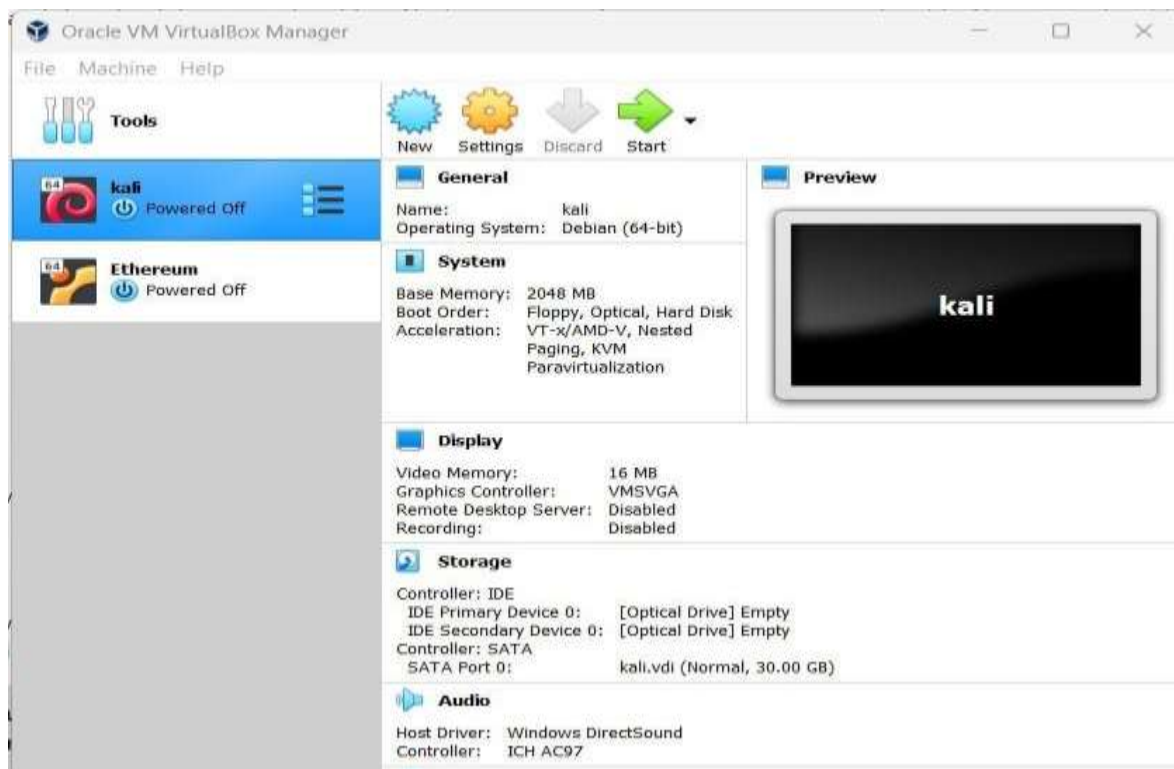 Oracle VM VirtualBox Manager
File Machine Help
Tools
New Settings Discard Start
64 kali
Powered Off
64 Ethereum
Powered Off
General
Name: kali
Operating System: Debian (64-bit)
System
Base Memory: 2048 MB
Boot Order: Floppy, Optical, Hard Disk
Acceleration: VT-x/AMD-V, Nested
Paging, KVM
Paravirtualization
Preview
kali
Display
Video Memory: 16 MB
Graphics Controller: VMSVGA
Remote Desktop Server: Disabled
Recording: Disabled
Storage
Controller: IDE
IDE Primary Device 0: [Optical Drive] Empty
IDE Secondary Device 0: [Optical Drive] Empty
Controller: SATA
SATA Port 0: kali.vdi (Normal, 30.00 GB)
Audio
Host Driver: Windows DirectSound
Controller: ICH AC97